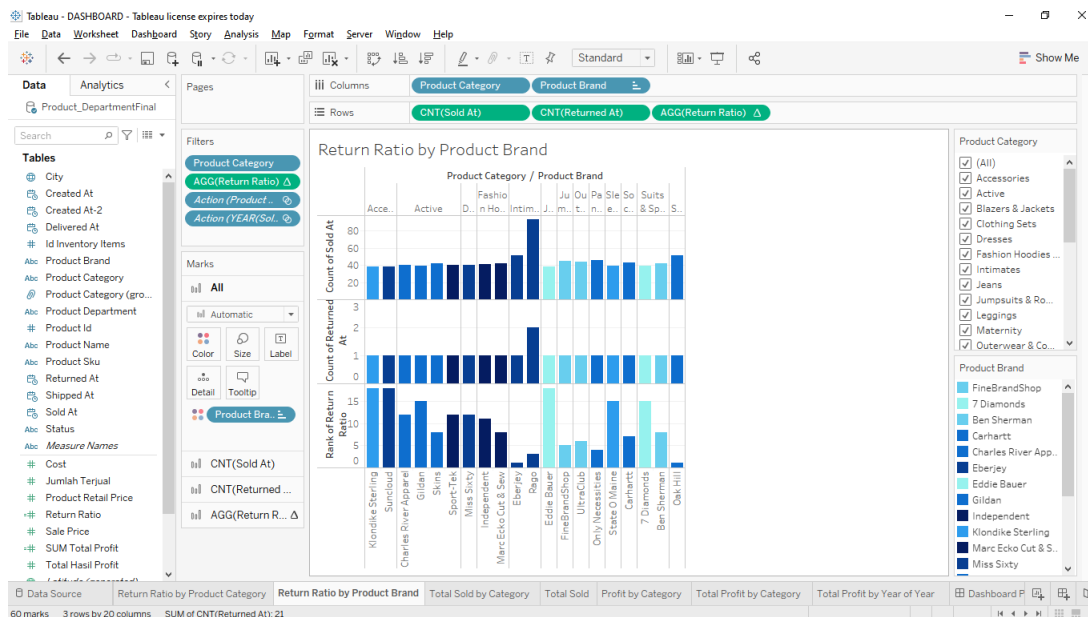 Tableau - DASHBOARD - Tableau license expires today
File Data Worksheet Dashboard Story Analysis Map Format Server Window Help
Standard
Show Me
Data Analytics
Product_DepartmentFinal
Search
Tables
City
Created At
Created At-2
Delivered At
Id Inventory Items
Abc Product Brand
Abc Product Category
Product Category (gro...
Abc Product Department
Product Id
Abc Product Name
Abc Product Sku
Returned At
Shipped At
Sold At
Abc Status
Abc Measure Names
Cost
Jumlah Terjual
Product Retail Price
Return Ratio
Sale Price
SUM Total Profit
Total Hasil Profit
Pages
Filters
Product Category
AGG(Return Ratio) Δ
Action (Product ..
Action (YEAR(Sol..
Marks
All
Automatic
Color Size Label
Detail Tooltip
Product Bra..
CNT(Sold At)
CNT(Returned ...
AGG(Return R... Δ
Columns Product Category Product Brand
Rows CNT(Sold At) CNT(Returned At) AGG(Return Ratio) Δ
Return Ratio by Product Brand
Product Category / Product Brand
Acce.. Active D.. Fashio n Ho.. Intim.. J.. Ju m.. Ou t.. Pa n.. Sle e.. So c.. Suits & Sp.. S..
Count of Sold At
80
60
40
20
Count of Returned At
3
2
1
0
Rank of Return Ratio
15
10
5
0
Klondike Sterling
Suncloud
Charles River Apparel
Gildan
Skins
Sport-Tek
Miss Sixty
Independent
Marc Ecko Cut & Sew
Eberjey
Rago
Eddie Bauer
FineBrandShop
UltraClub
Only Necessities
State O Maine
Carhartt
7 Diamonds
Ben Sherman
Oak Hill
Product Category
(All)
Accessories
Active
Blazers & Jackets
Clothing Sets
Dresses
Fashion Hoodies ...
Intimates
Jeans
Jumpsuits & Ro...
Leggings
Maternity
Outerwear & Co...
Product Brand
FineBrandShop
7 Diamonds
Ben Sherman
Carhartt
Charles River App..
Eberjey
Eddie Bauer
Gildan
Independent
Klondike Sterling
Marc Ecko Cut & S..
Miss Sixty
Data Source Return Ratio by Product Category Return Ratio by Product Brand Total Sold by Category Total Sold Profit by Category Total Profit by Category Total Profit by Year of Year Dashboard P
60 marks 3 rows by 20 columns SUM of CNT(Returned At): 21